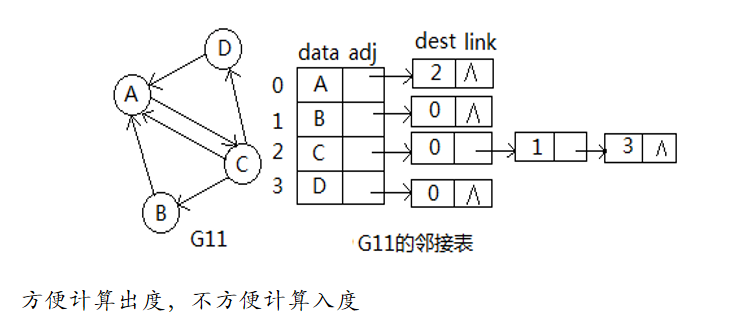 D
A
C
B
G11
data adj
dest link
0 A 2 ∧
1 B 0 ∧
2 C 0 1 3 ∧
3 D 0 ∧
G11的邻接表
方便计算出度，不方便计算入度